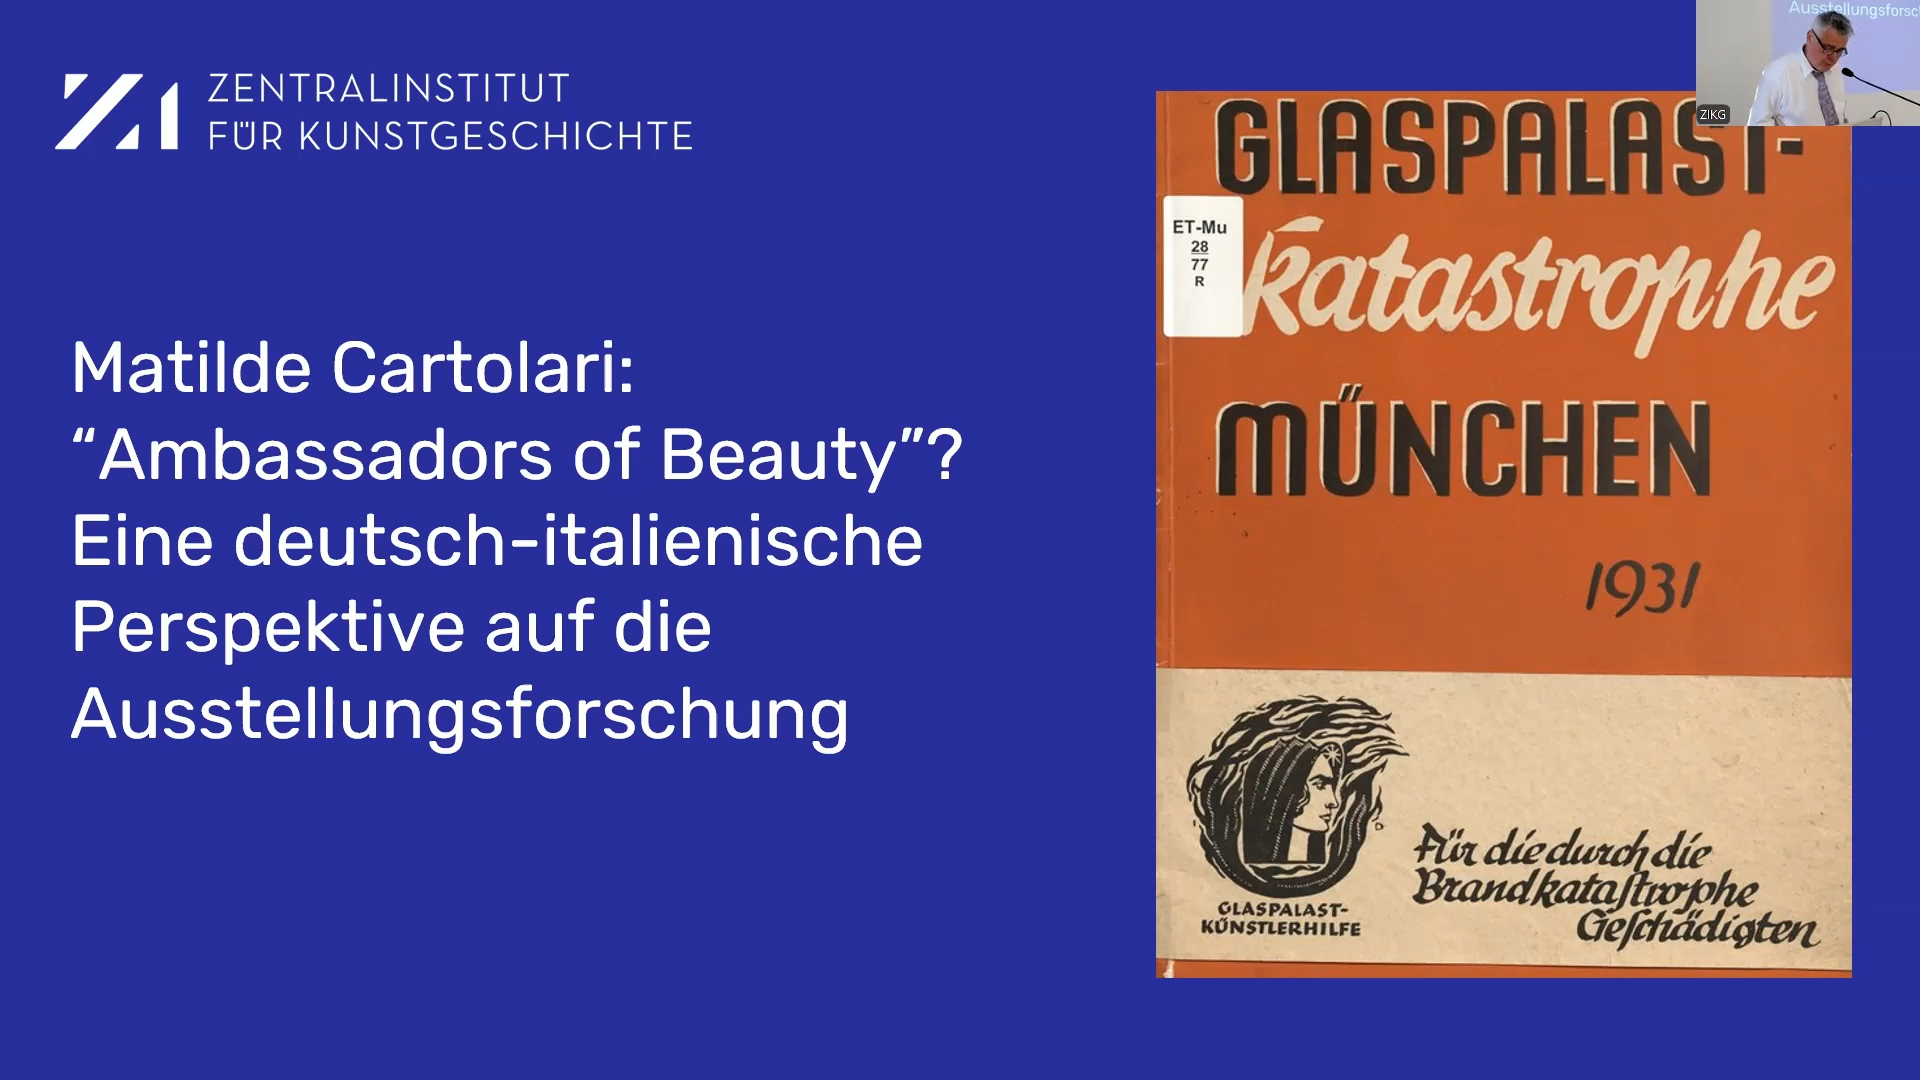 ZENTRALINSTITUT
FÜR KUNSTGESCHICHTE
Matilde Cartolari:
“Ambassadors of Beauty”?
Eine deutsch-italienische
Perspektive auf die
Ausstellungsforschung
Ausstellungsforsc
ZIKG
GLASPALAST-
katastrophe
MÜNCHEN
1931
ET-Mu
28
77
R
GLASPALAST-
KÜNSTLERHILFE
Für die durch die
Brandkataſtrophe
Geſchädigten